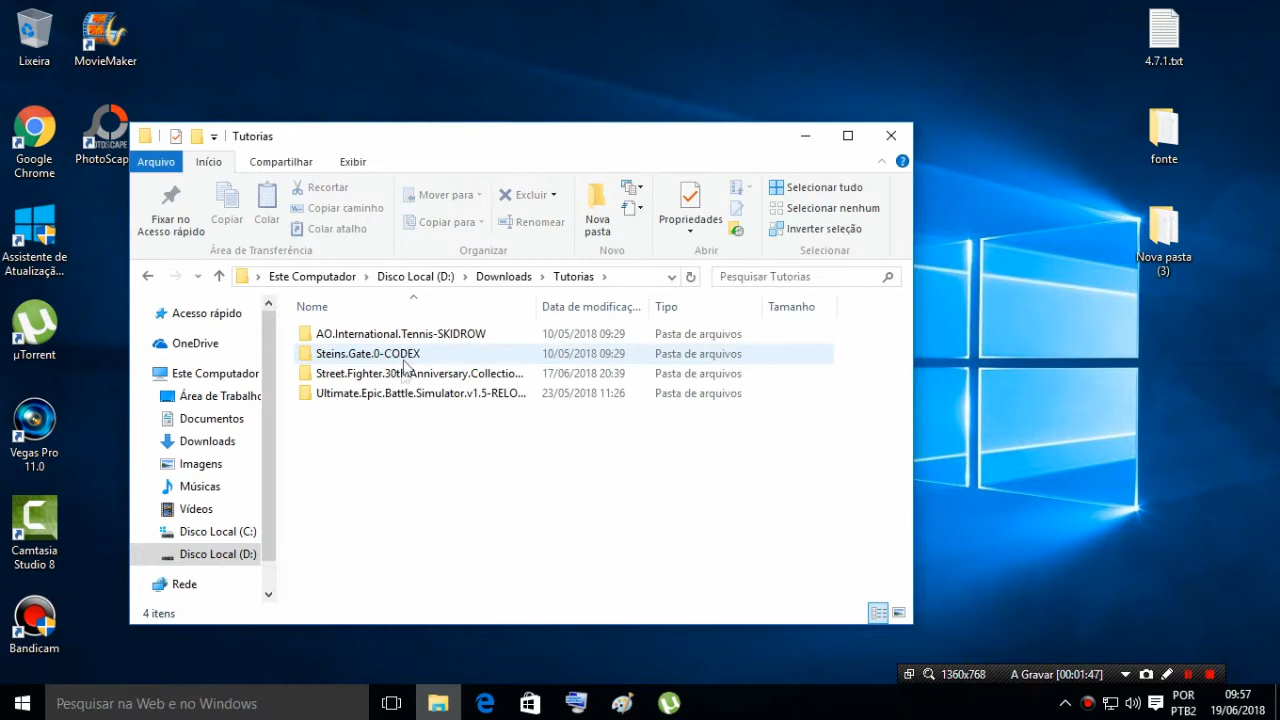 Lixeira
MovieMaker
Google
Chrome
PhotoScap
Assistente de
Atualizaçã...
µTorrent
Vegas Pro
11.0
Camtasia
Studio 8
Bandicam
4.7.1.txt
fonte
Nova pasta
(3)
Tutorias
Arquivo Início Compartilhar Exibir
Fixar no
Acesso rápido
Copiar
Colar
Recortar
Copiar caminho
Colar atalho
Área de Transferência
Mover para
Copiar para
Excluir
Renomear
Organizar
Nova
pasta
Novo
Propriedades
Abrir
Selecionar tudo
Selecionar nenhum
Inverter seleção
Selecionar
Este Computador > Disco Local (D:) > Downloads > Tutorias >
Pesquisar Tutorias
Acesso rápido
OneDrive
Este Computador
Área de Trabalho
Documentos
Downloads
Imagens
Músicas
Vídeos
Disco Local (C:)
Disco Local (D:)
Rede
Nome Data de modificaç... Tipo Tamanho
AO.International.Tennis-SKIDROW 10/05/2018 09:29 Pasta de arquivos
Steins.Gate.0-CODEX 10/05/2018 09:29 Pasta de arquivos
Street.Fighter.30th.Anniversary.Collectio... 17/06/2018 20:39 Pasta de arquivos
Ultimate.Epic.Battle.Simulator.v1.5-RELO... 23/05/2018 11:26 Pasta de arquivos
4 itens
1360x768 A Gravar [00:01:47]
Pesquisar na Web e no Windows
POR
PTB2
09:57
19/06/2018